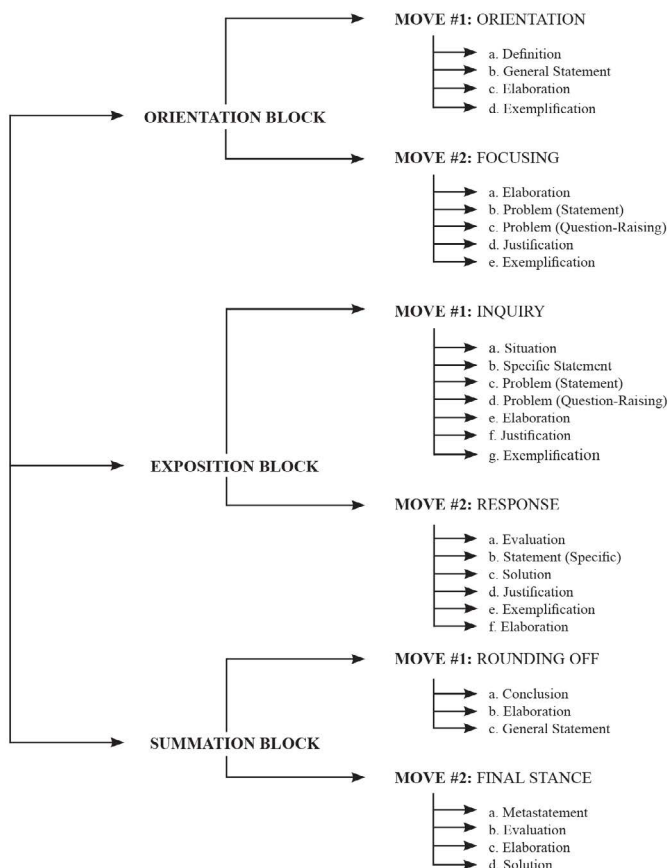 MOVE #1: ORIENTATION
a. Definition
b. General Statement
c. Elaboration
d. Exemplification
ORIENTATION BLOCK
MOVE #2: FOCUSING
a. Elaboration
b. Problem (Statement)
c. Problem (Question-Raising)
d. Justification
e. Exemplification
MOVE #1: INQUIRY
a. Situation
b. Specific Statement
c. Problem (Statement)
d. Problem (Question-Raising)
e. Elaboration
f. Justification
g. Exemplification
EXPOSITION BLOCK
MOVE #2: RESPONSE
a. Evaluation
b. Statement (Specific)
c. Solution
d. Justification
e. Exemplification
f. Elaboration
MOVE #1: ROUNDING OFF
a. Conclusion
b. Elaboration
c. General Statement
SUMMATION BLOCK
MOVE #2: FINAL STANCE
a. Metastatement
b. Evaluation
c. Elaboration
d. Solution